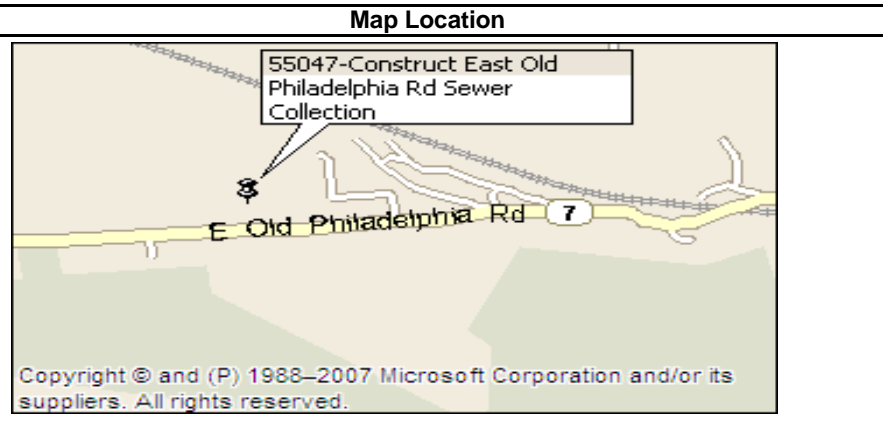 Map Location
55047-Construct East Old
Philadelphia Rd Sewer
Collection
E Old Philadelphia Rd 7
Copyright © and (P) 1988–2007 Microsoft Corporation and/or its
suppliers. All rights reserved.